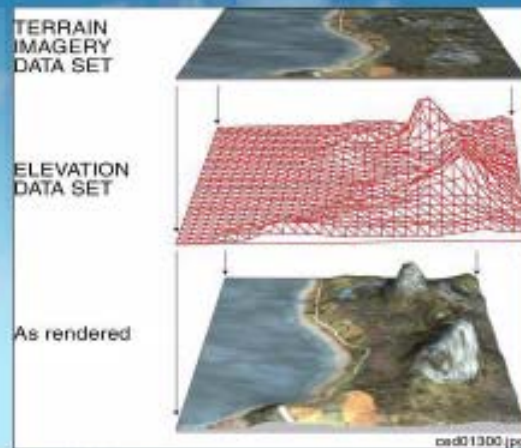 TERRAIN
IMAGERY
DATA SET
ELEVATION
DATA SET
As rendered
cad01300.jpg